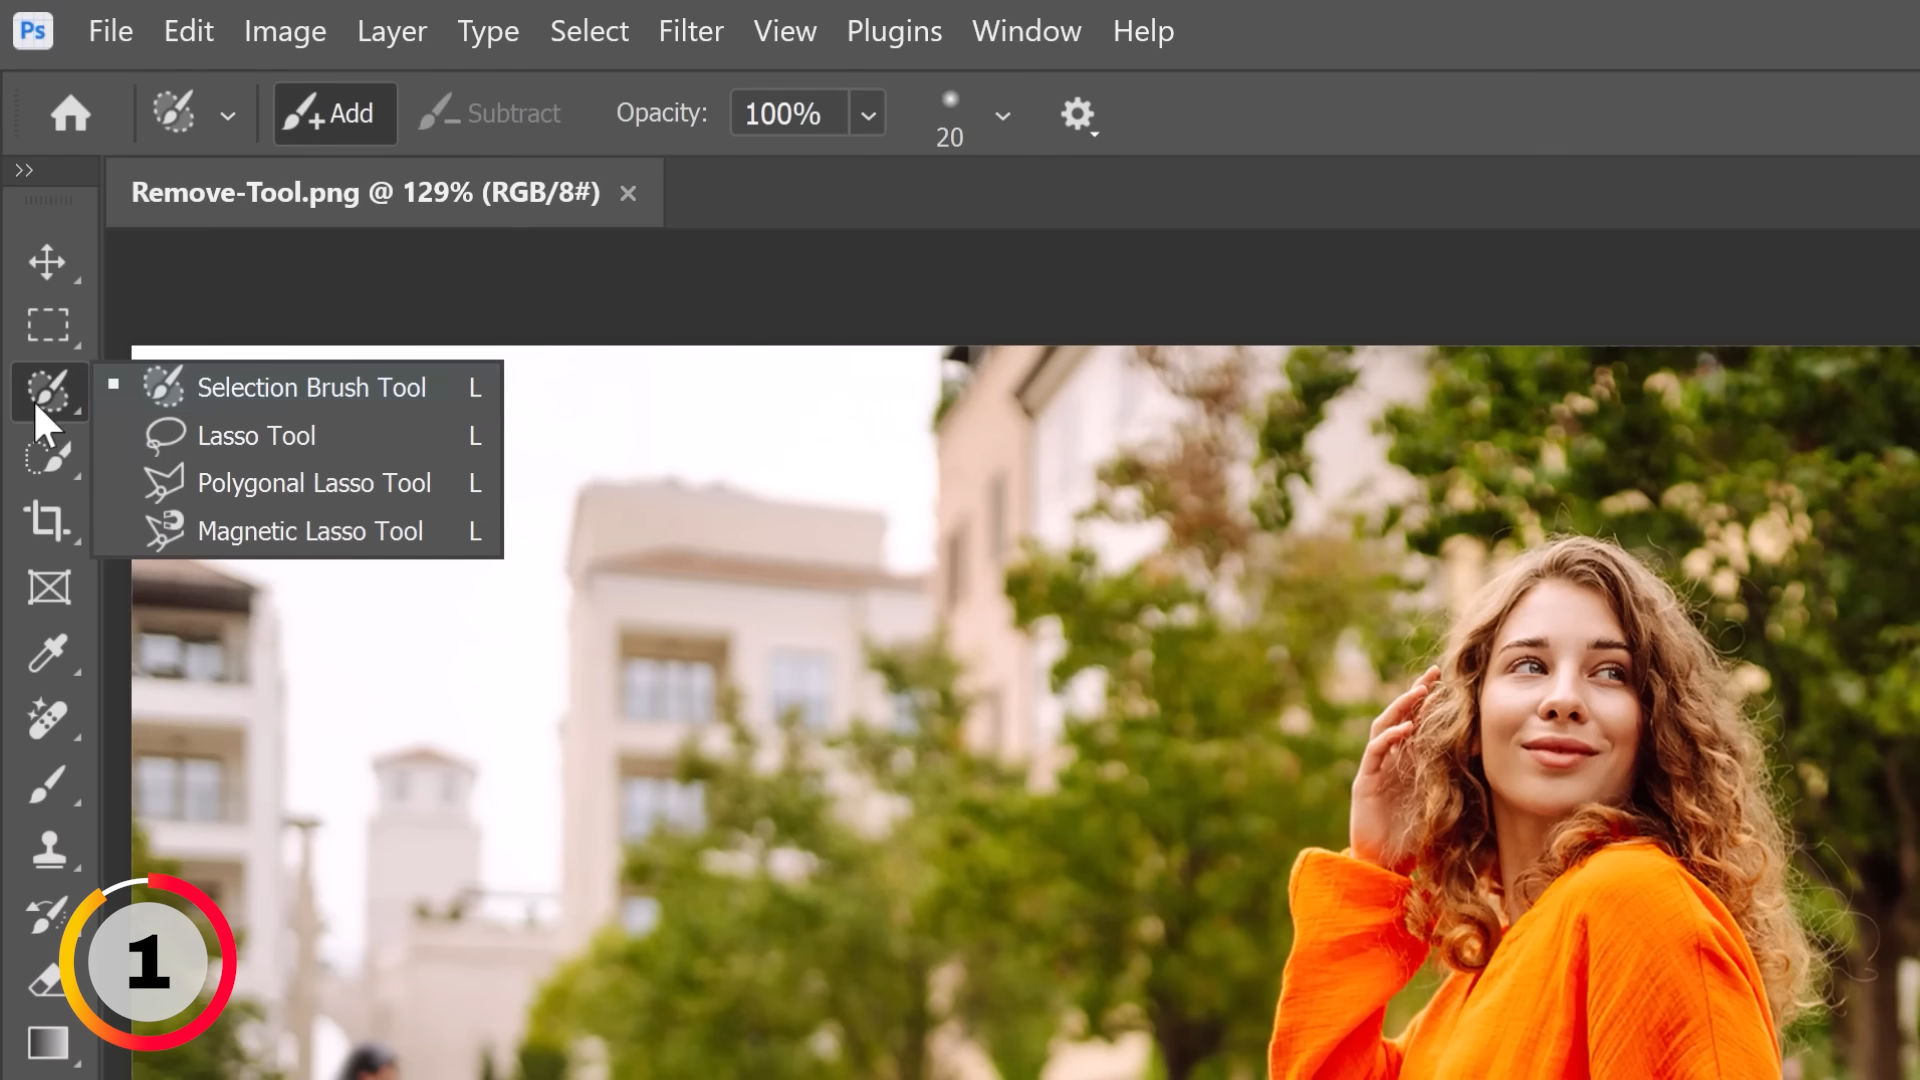 Ps File Edit Image Layer Type Select Filter View Plugins Window Help
Add Subtract Opacity: 100% 20
Remove-Tool.png @ 129% (RGB/8#) ×
Selection Brush Tool L
Lasso Tool L
Polygonal Lasso Tool L
Magnetic Lasso Tool L
1